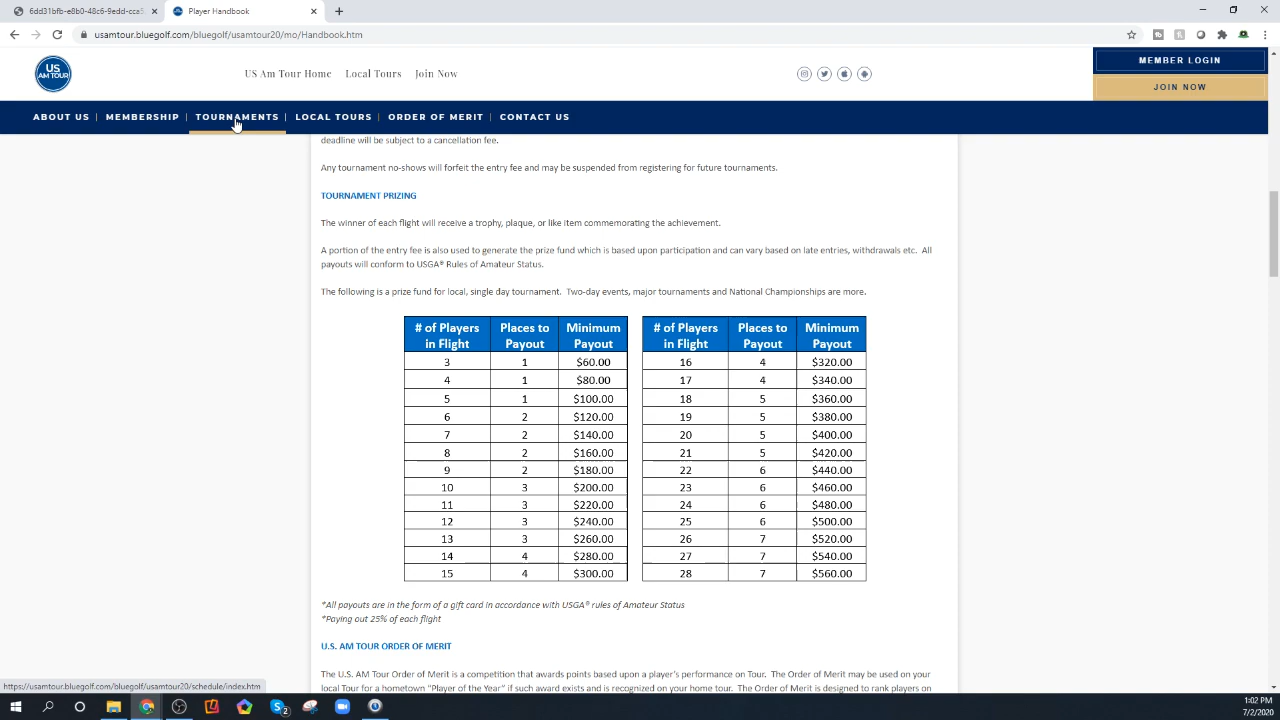 6dd31bfb-e8b0-48c6-9edd-cca3
Player Handbook
usamtour.bluegolf.com/bluegolf/usamtour20/mo/Handbook.htm
US
AM TOUR
US Am Tour Home
Local Tours
Join Now
MEMBER LOGIN
JOIN NOW
ABOUT US | MEMBERSHIP | TOURNAMENTS | LOCAL TOURS | ORDER OF MERIT | CONTACT US
deadline will be subject to a cancellation fee.
Any tournament no-shows will forfeit the entry fee and may be suspended from registering for future tournaments.
TOURNAMENT PRIZING
The winner of each flight will receive a trophy, plaque, or like item commemorating the achievement.
A portion of the entry fee is also used to generate the prize fund which is based upon participation and can vary based on late entries, withdrawals etc. All
payouts will conform to USGA® Rules of Amateur Status.
The following is a prize fund for local, single day tournament. Two-day events, major tournaments and National Championships are more.
# of Players in Flight Places to Payout Minimum Payout # of Players in Flight Places to Payout Minimum Payout
3 1 $60.00 16 4 $320.00
4 1 $80.00 17 4 $340.00
5 1 $100.00 18 5 $360.00
6 2 $120.00 19 5 $380.00
7 2 $140.00 20 5 $400.00
8 2 $160.00 21 5 $420.00
9 2 $180.00 22 6 $440.00
10 3 $200.00 23 6 $460.00
11 3 $220.00 24 6 $480.00
12 3 $240.00 25 6 $500.00
13 3 $260.00 26 7 $520.00
14 4 $280.00 27 7 $540.00
15 4 $300.00 28 7 $560.00
*All payouts are in the form of a gift card in accordance with USGA® rules of Amateur Status
*Paying out 25% of each flight
U.S. AM TOUR ORDER OF MERIT
The U.S. AM Tour Order of Merit is a competition that awards points based upon a player's performance on Tour. The Order of Merit may be used on your
local Tour for a hometown "Player of the Year" if such award exists and is recognized on your home tour. The Order of Merit is designed to rank players on
https://usamtour.bluegolf.com/bluegolf/usamtour20/schedule/index.htm
1:02 PM
7/2/2020